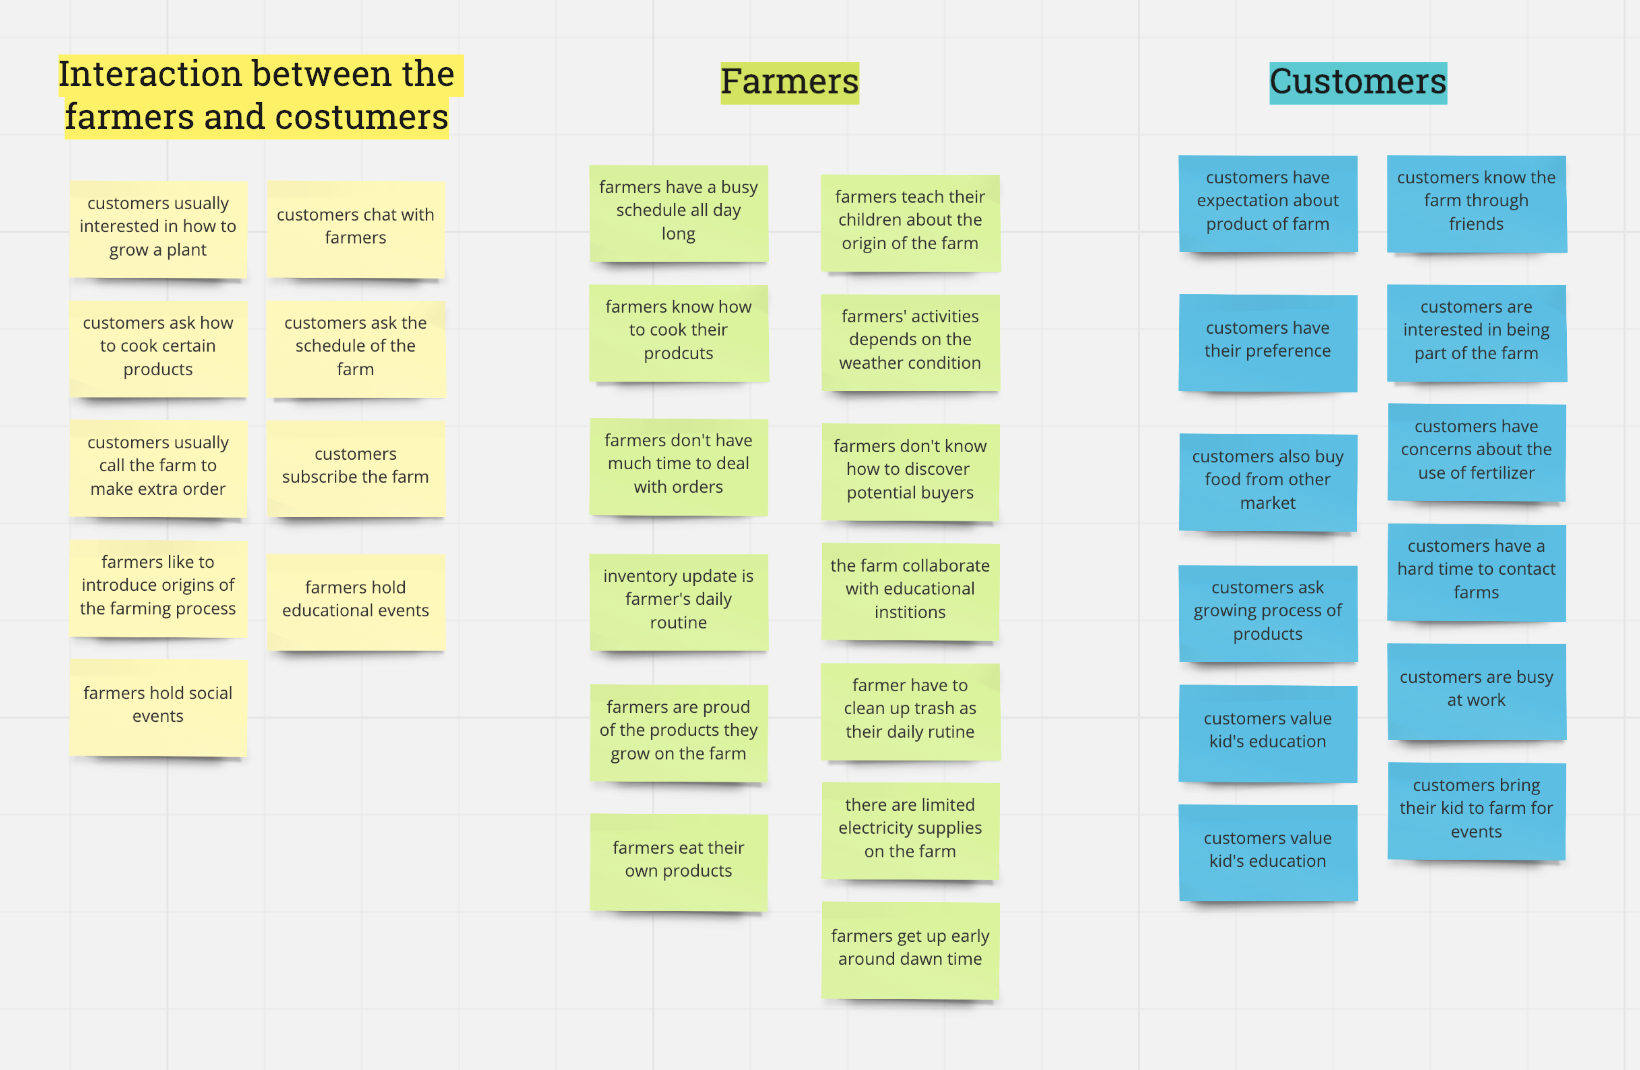 Interaction between the
farmers and costumers
customers usually
interested in how to
grow a plant
customers chat with
farmers
customers ask how
to cook certain
products
customers ask the
schedule of the
farm
customers usually
call the farm to
make extra order
customers
subscribe the farm
farmers like to
introduce origins of
the farming process
farmers hold
educational events
farmers hold social
events
Farmers
farmers have a busy
schedule all day
long
farmers teach their
children about the
origin of the farm
farmers know how
to cook their
prodcuts
farmers' activities
depends on the
weather condition
farmers don't have
much time to deal
with orders
farmers don't know
how to discover
potential buyers
inventory update is
farmer's daily
routine
the farm collaborate
with educational
institions
farmers are proud
of the products they
grow on the farm
farmer have to
clean up trash as
their daily rutine
farmers eat their
own products
there are limited
electricity supplies
on the farm
farmers get up early
around dawn time
Customers
customers have
expectation about
product of farm
customers know the
farm through
friends
customers have
their preference
customers are
interested in being
part of the farm
customers also buy
food from other
market
customers have
concerns about the
use of fertilizer
customers ask
growing process of
products
customers have a
hard time to contact
farms
customers value
kid's education
customers are busy
at work
customers value
kid's education
customers bring
their kid to farm for
events